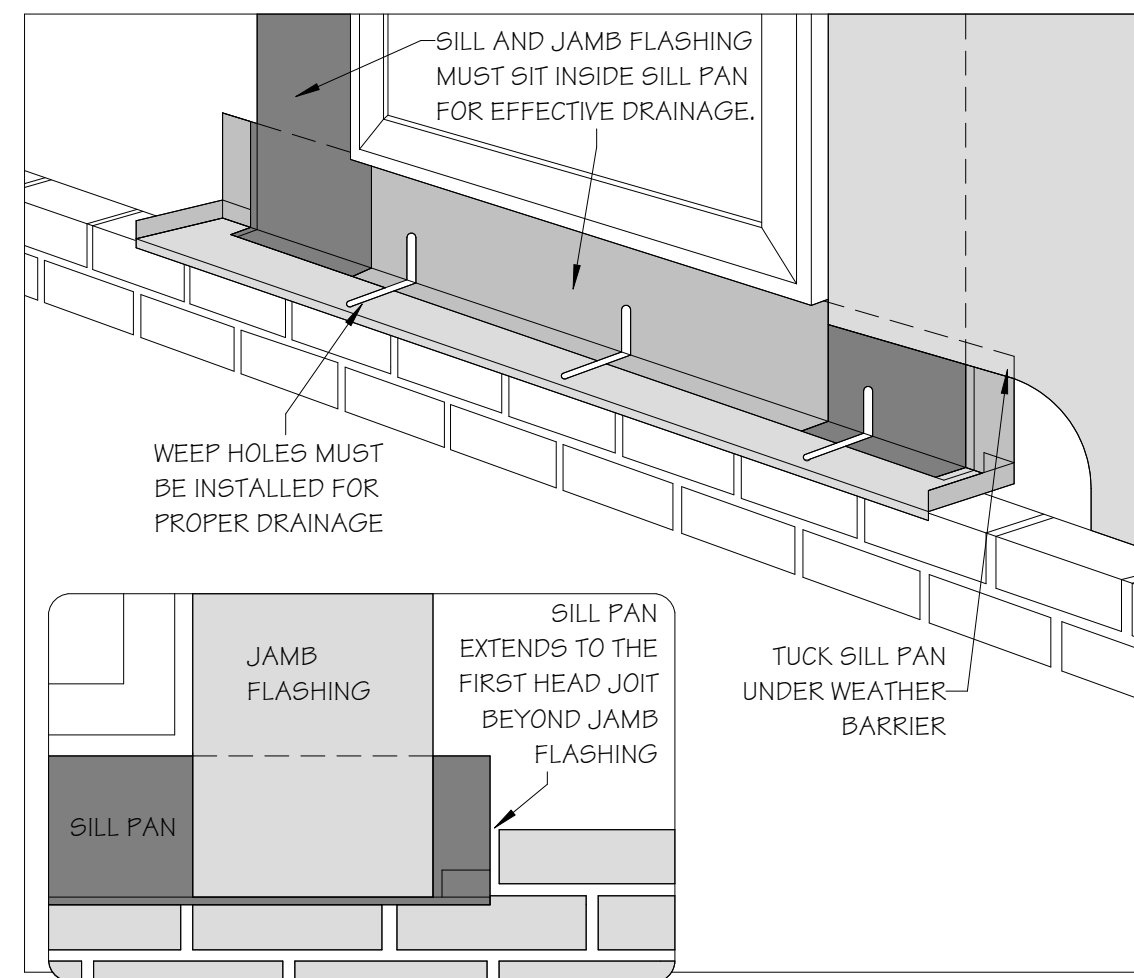 SILL AND JAMB FLASHING
MUST SIT INSIDE SILL PAN
FOR EFFECTIVE DRAINAGE.
WEEP HOLES MUST
BE INSTALLED FOR
PROPER DRAINAGE
TUCK SILL PAN
UNDER WEATHER
BARRIER
JAMB
FLASHING
SILL PAN
EXTENDS TO THE
FIRST HEAD JOIT
BEYOND JAMB
FLASHING
SILL PAN